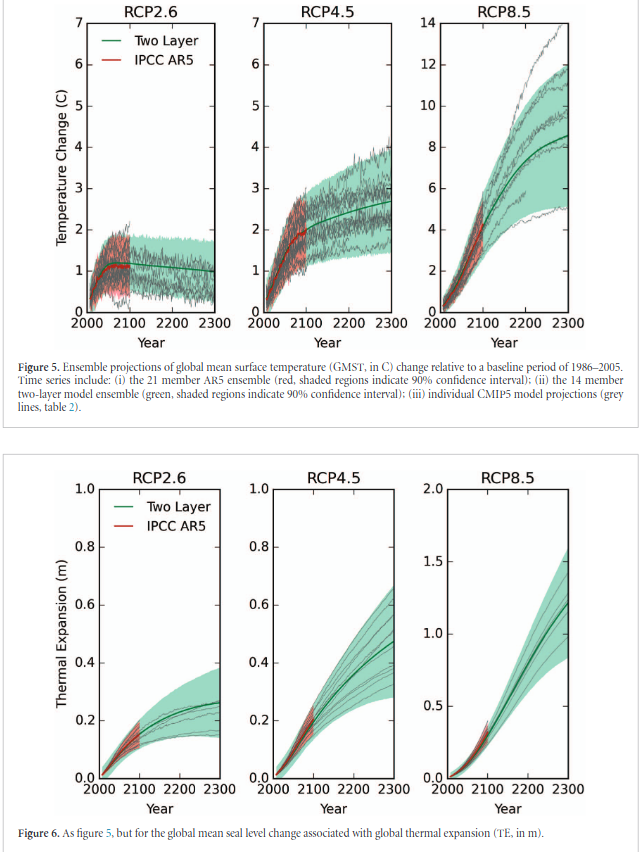 RCP2.6 RCP4.5 RCP8.5
7 7 14
Two Layer
IPCC AR5
6 6 12
5 5 10
4 4 8
3 3 6
2 2 4
1 1 2
0 0 0
Temperature Change (C)
2000 2100 2200 2300 2000 2100 2200 2300 2000 2100 2200 2300
Year Year Year
Figure 5. Ensemble projections of global mean surface temperature (GMST, in C) change relative to a baseline period of 1986–2005.
Time series include: (i) the 21 member AR5 ensemble (red, shaded regions indicate 90% confidence interval); (ii) the 14 member
two-layer model ensemble (green, shaded regions indicate 90% confidence interval); (iii) individual CMIP5 model projections (grey
lines, table 2).
RCP2.6 RCP4.5 RCP8.5
1.0 1.0 2.0
Two Layer
IPCC AR5
0.8 0.8 1.5
0.6 0.6 1.0
0.4 0.4
0.2 0.2 0.5
0.0 0.0 0.0
Thermal Expansion (m)
2000 2100 2200 2300 2000 2100 2200 2300 2000 2100 2200 2300
Year Year Year
Figure 6. As figure 5, but for the global mean seal level change associated with global thermal expansion (TE, in m).